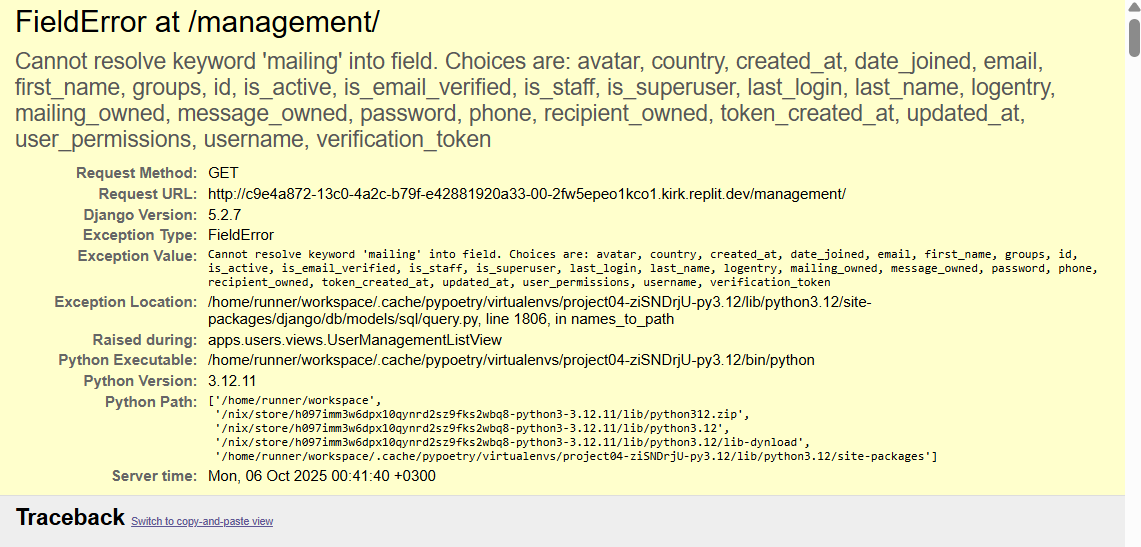 FieldError at /management/
Cannot resolve keyword 'mailing' into field. Choices are: avatar, country, created_at, date_joined, email,
first_name, groups, id, is_active, is_email_verified, is_staff, is_superuser, last_login, last_name, logentry,
mailing_owned, message_owned, password, phone, recipient_owned, token_created_at, updated_at,
user_permissions, username, verification_token
Request Method: GET
Request URL: http://c9e4a872-13c0-4a2c-b79f-e42881920a33-00-2fw5epeo1kco1.kirk.replit.dev/management/
Django Version: 5.2.7
Exception Type: FieldError
Exception Value: Cannot resolve keyword 'mailing' into field. Choices are: avatar, country, created_at, date_joined, email, first_name, groups, id,
is_active, is_email_verified, is_staff, is_superuser, last_login, last_name, logentry, mailing_owned, message_owned, password, phone,
recipient_owned, token_created_at, updated_at, user_permissions, username, verification_token
Exception Location: /home/runner/workspace/.cache/pypoetry/virtualenvs/project04-ziSNDrjU-py3.12/lib/python3.12/site-
packages/django/db/models/sql/query.py, line 1806, in names_to_path
Raised during: apps.users.views.UserManagementListView
Python Executable: /home/runner/workspace/.cache/pypoetry/virtualenvs/project04-ziSNDrjU-py3.12/bin/python
Python Version: 3.12.11
Python Path: ['/home/runner/workspace',
'/nix/store/h097imm3w6dpx10qynrd2sz9fks2wbq8-python3-3.12.11/lib/python312.zip',
'/nix/store/h097imm3w6dpx10qynrd2sz9fks2wbq8-python3-3.12.11/lib/python3.12',
'/nix/store/h097imm3w6dpx10qynrd2sz9fks2wbq8-python3-3.12.11/lib/python3.12/lib-dynload',
'/home/runner/workspace/.cache/pypoetry/virtualenvs/project04-ziSNDrjU-py3.12/lib/python3.12/site-packages']
Server time: Mon, 06 Oct 2025 00:41:40 +0300
Traceback Switch to copy-and-paste view